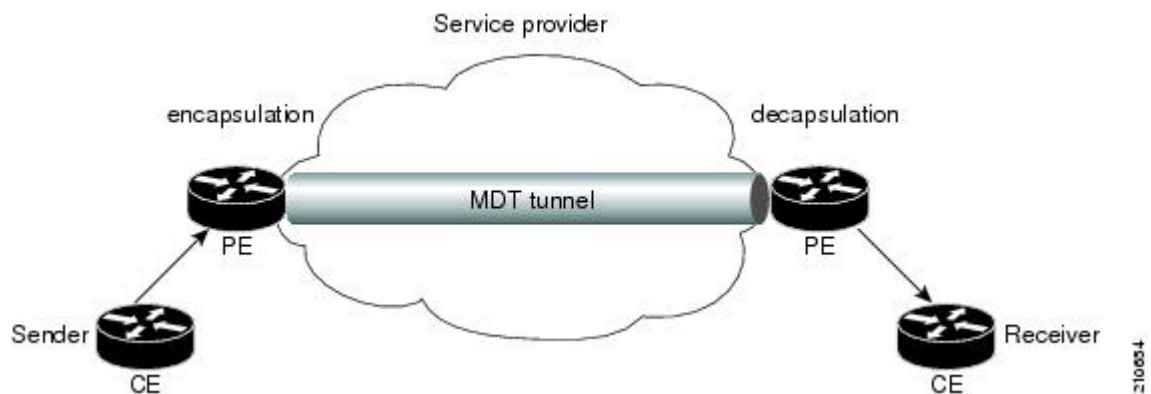 Service provider
encapsulation
decapsulation
MDT tunnel
PE
PE
Sender
Receiver
CE
CE
210654